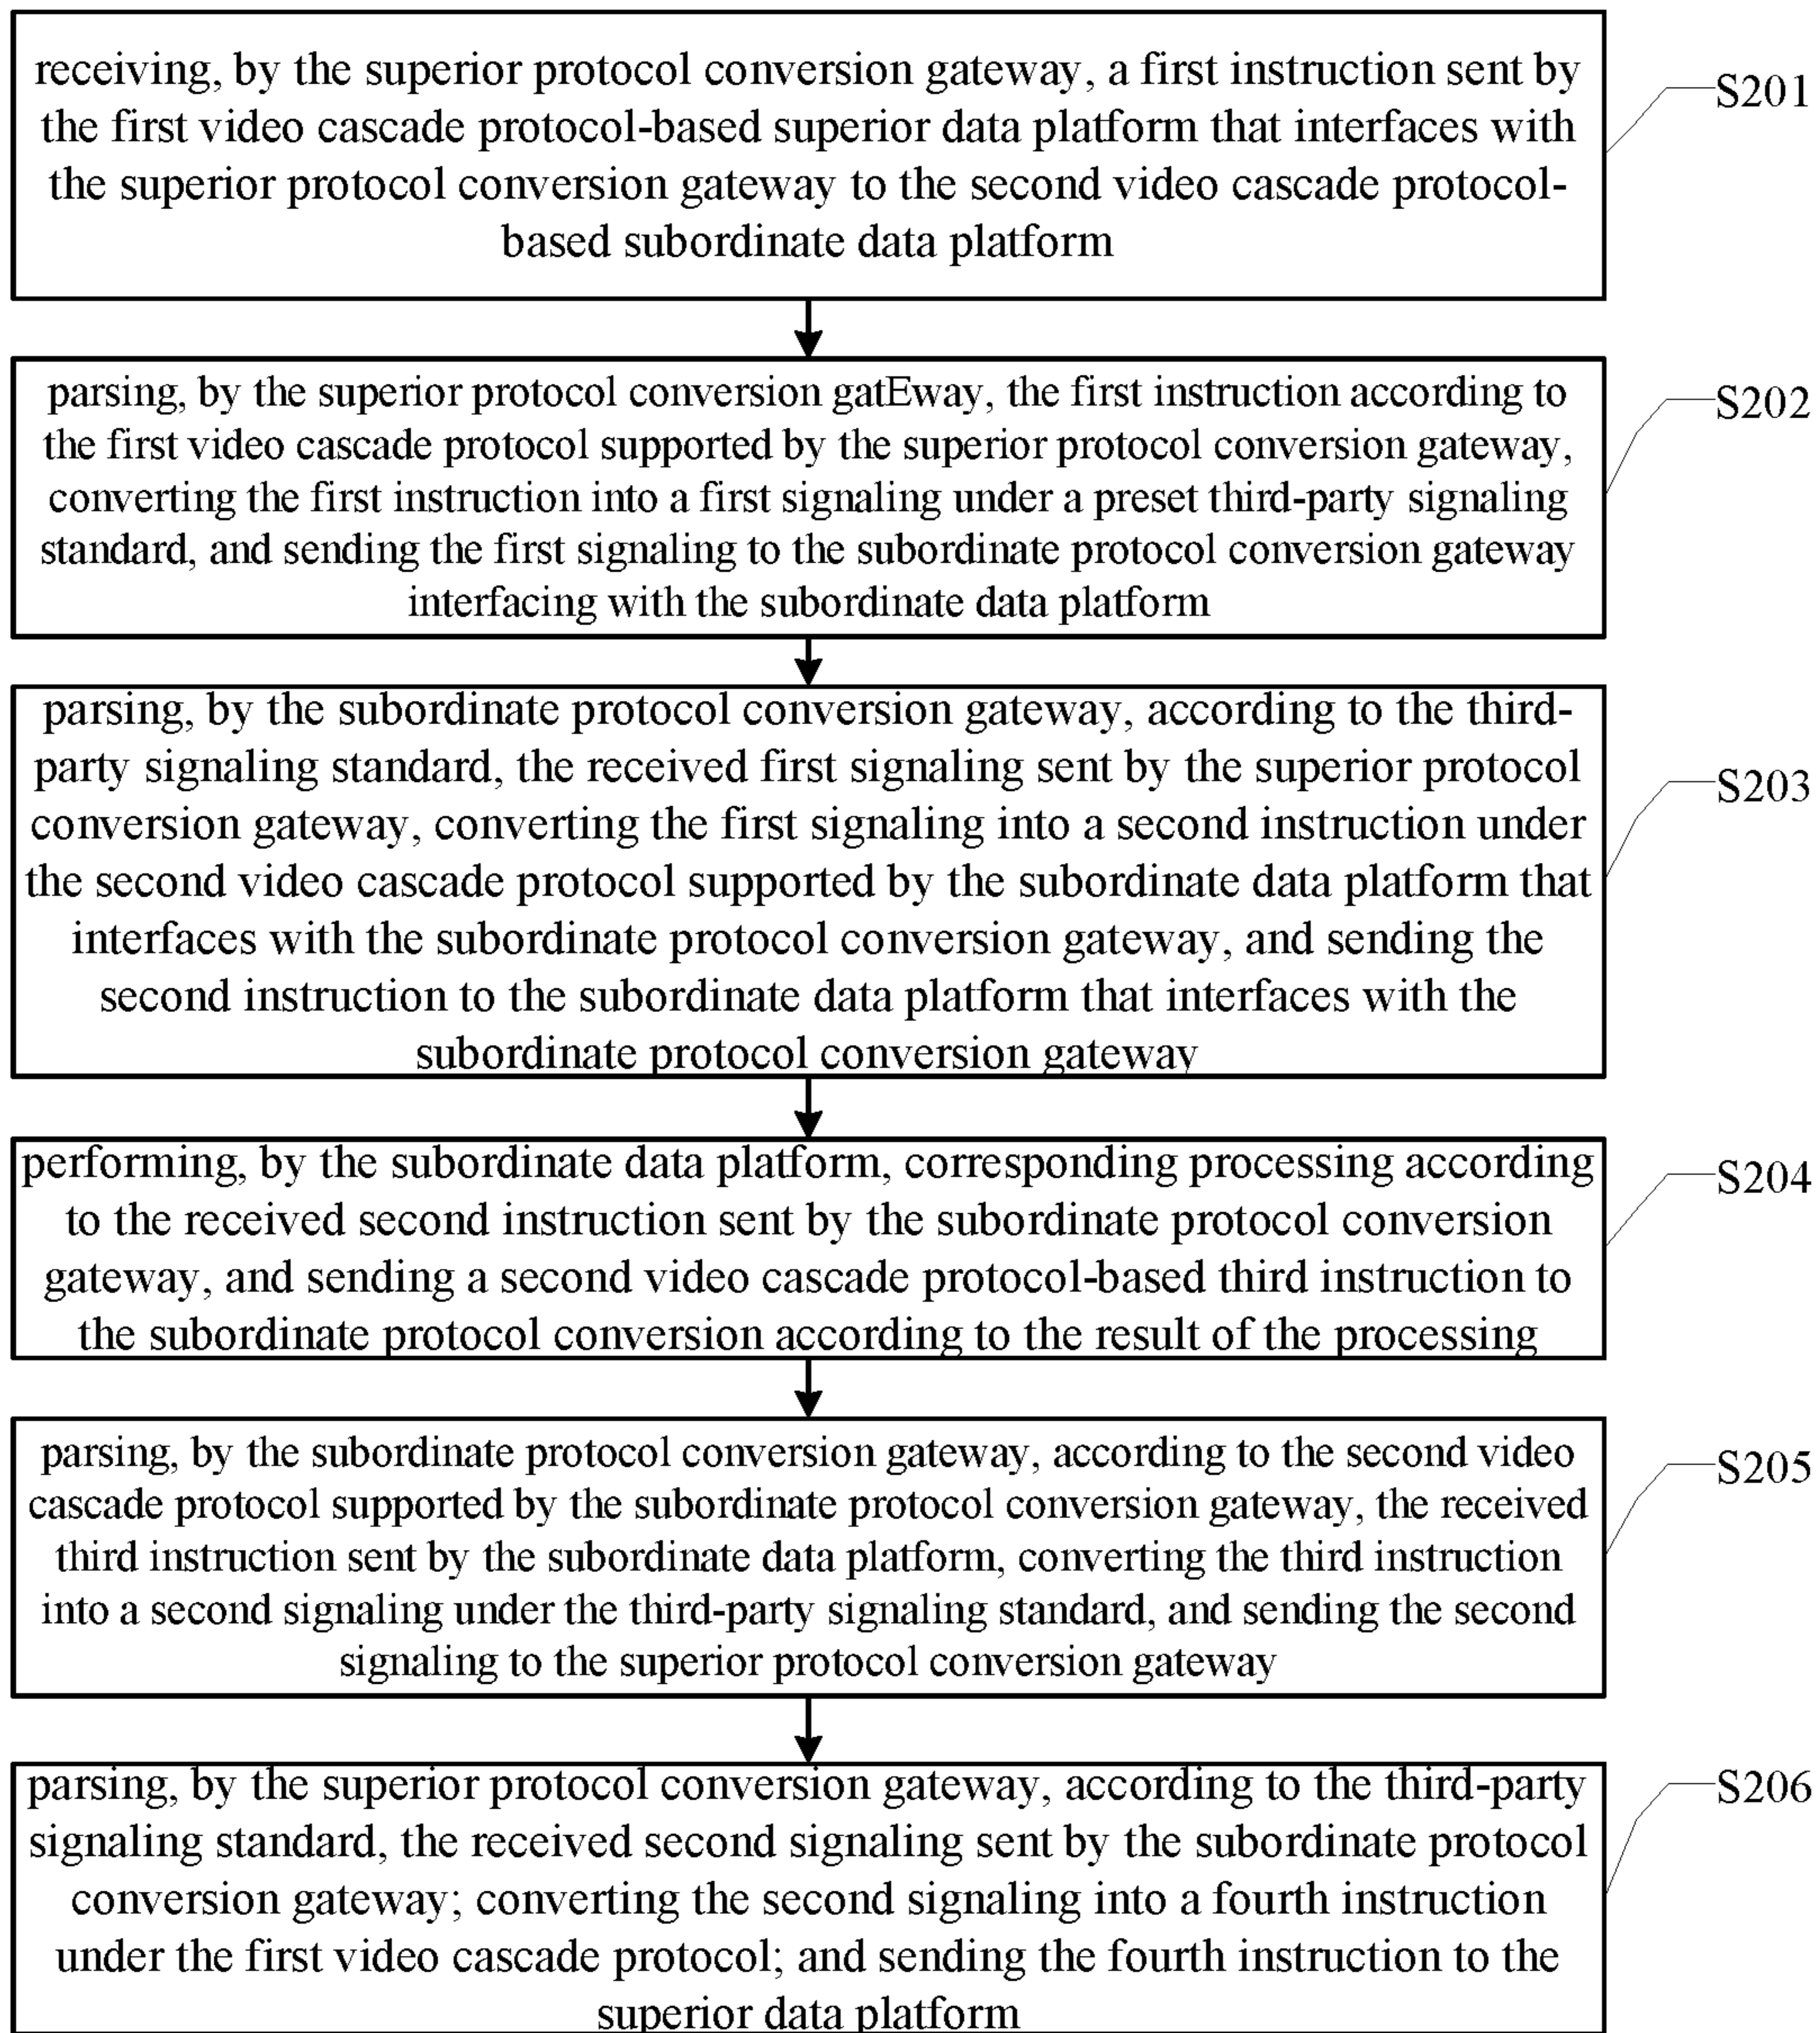 receiving, by the superior protocol conversion gateway, a first instruction sent by
the first video cascade protocol-based superior data platform that interfaces with
the superior protocol conversion gateway to the second video cascade protocol-
based subordinate data platform
S201
parsing, by the superior protocol conversion gatEway, the first instruction according to
the first video cascade protocol supported by the superior protocol conversion gateway,
converting the first instruction into a first signaling under a preset third-party signaling
standard, and sending the first signaling to the subordinate protocol conversion gateway
interfacing with the subordinate data platform
S202
parsing, by the subordinate protocol conversion gateway, according to the third-
party signaling standard, the received first signaling sent by the superior protocol
conversion gateway, converting the first signaling into a second instruction under
the second video cascade protocol supported by the subordinate data platform that
interfaces with the subordinate protocol conversion gateway, and sending the
second instruction to the subordinate data platform that interfaces with the
subordinate protocol conversion gateway
S203
performing, by the subordinate data platform, corresponding processing according
to the received second instruction sent by the subordinate protocol conversion
gateway, and sending a second video cascade protocol-based third instruction to
the subordinate protocol conversion according to the result of the processing
S204
parsing, by the subordinate protocol conversion gateway, according to the second video
cascade protocol supported by the subordinate protocol conversion gateway, the received
third instruction sent by the subordinate data platform, converting the third instruction
into a second signaling under the third-party signaling standard, and sending the second
signaling to the superior protocol conversion gateway
S205
parsing, by the superior protocol conversion gateway, according to the third-party
signaling standard, the received second signaling sent by the subordinate protocol
conversion gateway; converting the second signaling into a fourth instruction
under the first video cascade protocol; and sending the fourth instruction to the
superior data platform
S206